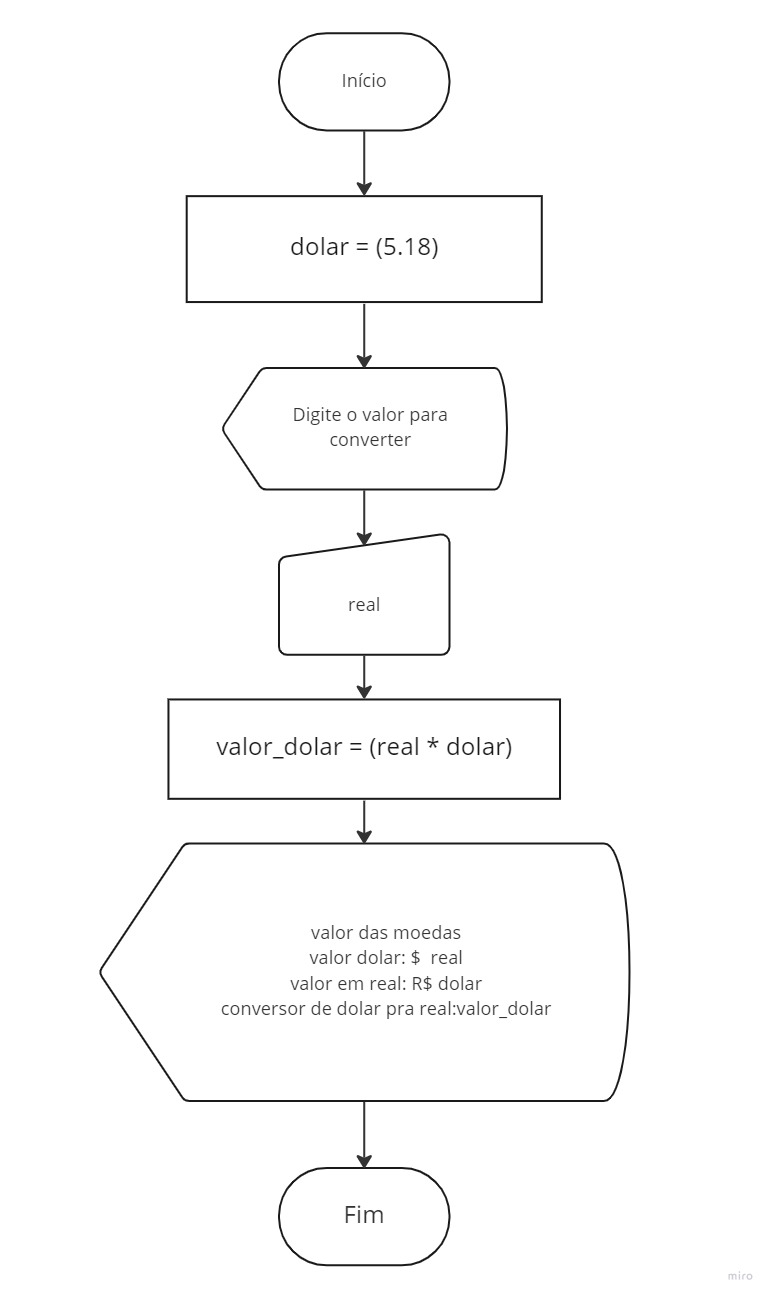 Início
dolar = (5.18)
Digite o valor para
converter
real
valor_dolar = (real * dolar)
valor das moedas
valor dolar: $  real
valor em real: R$ dolar
conversor de dolar pra real:valor_dolar
Fim
miro